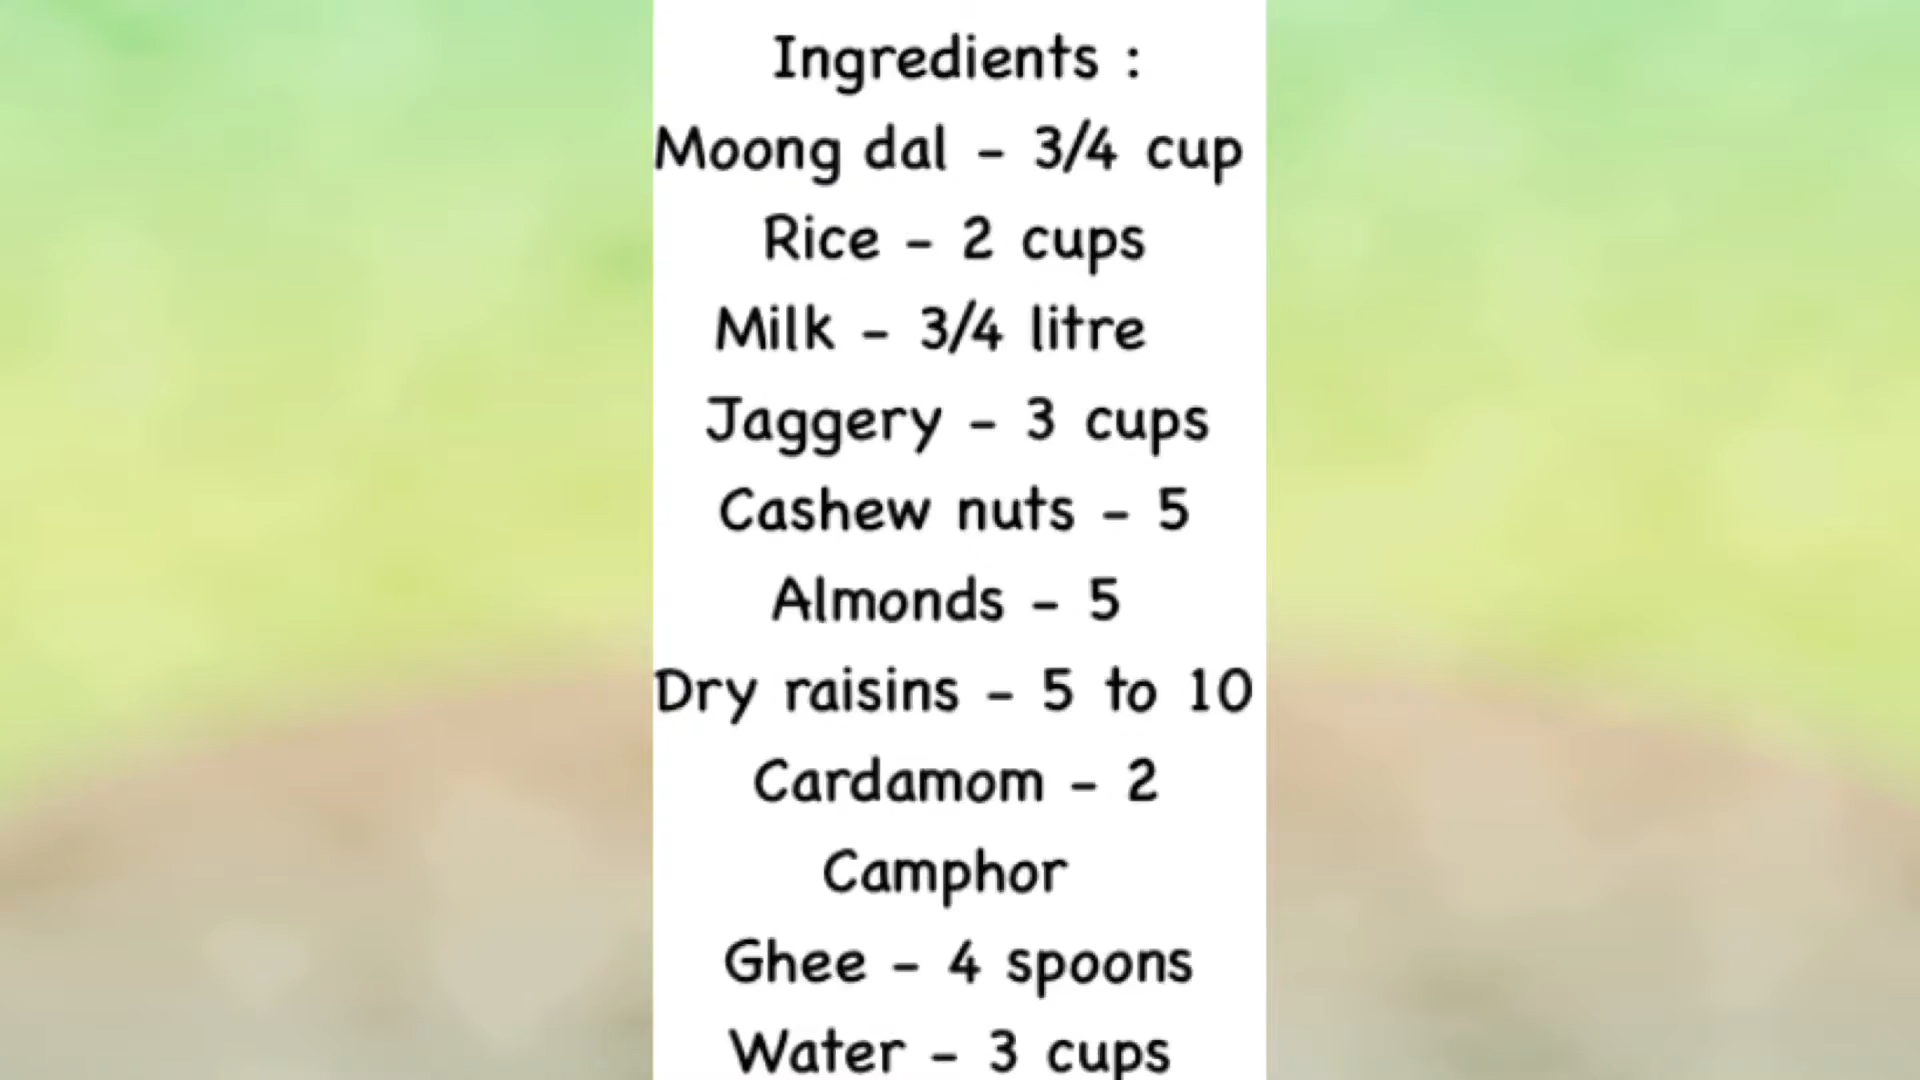 Ingredients :
Moong dal - 3/4 cup
Rice - 2 cups
Milk - 3/4 litre
Jaggery - 3 cups
Cashew nuts - 5
Almonds - 5
Dry raisins - 5 to 10
Cardamom - 2
Camphor
Ghee - 4 spoons
Water - 3 cups